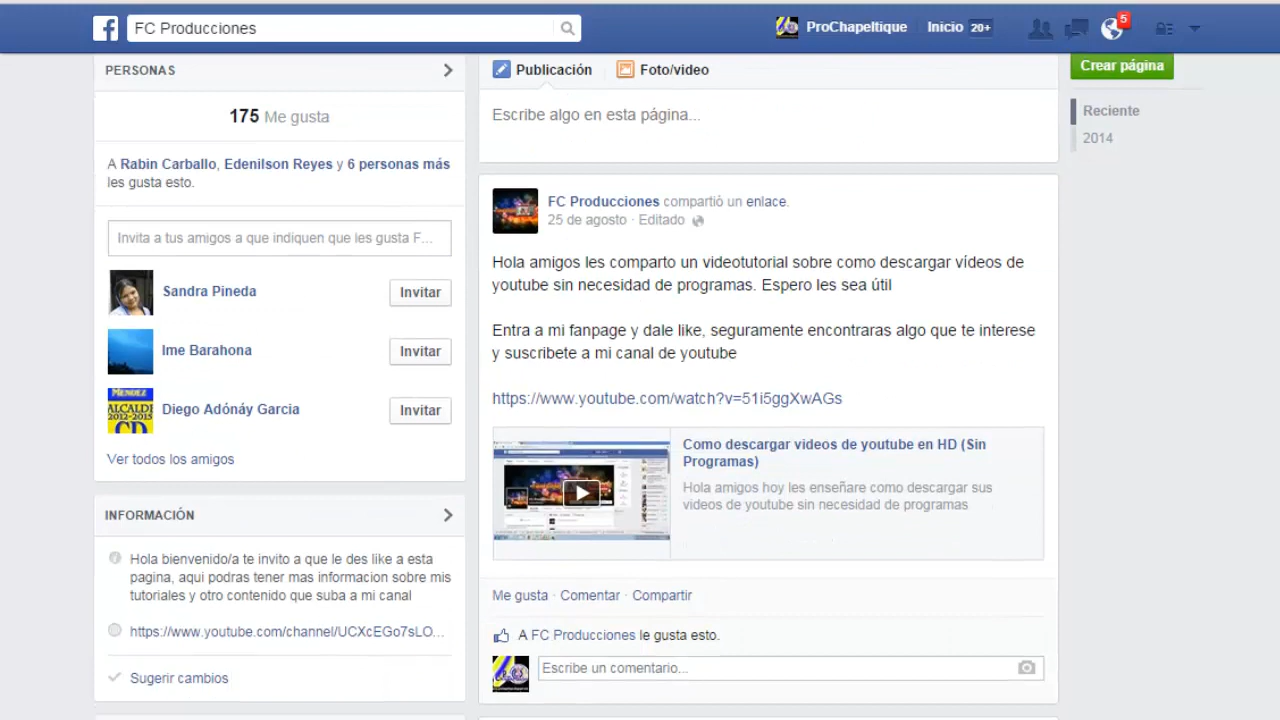 FC Producciones
ProChapeltique
Inicio 20+
5
PERSONAS
175 Me gusta
A Rabin Carballo, Edenilson Reyes y 6 personas más
les gusta esto.
Invita a tus amigos a que indiquen que les gusta F...
Sandra Pineda
Invitar
Ime Barahona
Invitar
MENDEZ
ALCALDI
2012-2015
CD
Diego Adónáy Garcia
Invitar
Ver todos los amigos
INFORMACIÓN
Hola bienvenido/a te invito a que le des like a esta
pagina, aqui podras tener mas informacion sobre mis
tutoriales y otro contenido que suba a mi canal
https://www.youtube.com/channel/UCXcEGo7sLO...
Sugerir cambios
Publicación
Foto/video
Escribe algo en esta página...
FC Producciones compartió un enlace.
25 de agosto · Editado
Hola amigos les comparto un videotutorial sobre como descargar vídeos de
youtube sin necesidad de programas. Espero les sea útil
Entra a mi fanpage y dale like, seguramente encontraras algo que te interese
y suscribete a mi canal de youtube
https://www.youtube.com/watch?v=51i5ggXwAGs
Como descargar videos de youtube en HD (Sin
Programas)
Hola amigos hoy les enseñare como descargar sus
videos de youtube sin necesidad de programas
Me gusta · Comentar · Compartir
A FC Producciones le gusta esto.
Escribe un comentario...
Crear página
Reciente
2014